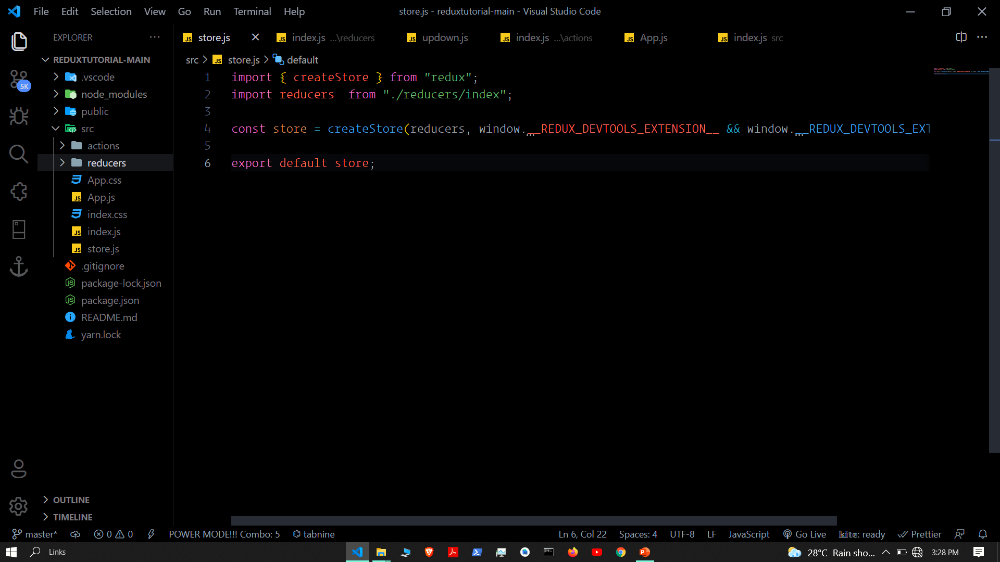 File Edit Selection View Go Run Terminal Help
store.js - reduxtutorial-main - Visual Studio Code
EXPLORER
REDUXTUTORIAL-MAIN
.vscode
node_modules
public
src
actions
reducers
App.css
App.js
index.css
index.js
store.js
.gitignore
package-lock.json
package.json
README.md
yarn.lock
OUTLINE
TIMELINE
5K
store.js index.js ...\reducers updown.js index.js ...\actions App.js index.js src
src > store.js > default
1 import { createStore } from "redux";
2 import reducers  from "./reducers/index";
3
4 const store = createStore(reducers, window.__REDUX_DEVTOOLS_EXTENSION__ && window.__REDUX_DEVTOOLS_EXT
5
6 export default store;
master* 0 0 POWER MODE!!! Combo: 5 tabnine Ln 6, Col 22 Spaces: 4 UTF-8 LF JavaScript Go Live kite: ready Prettier
Links 28°C Rain sho... 3:28 PM